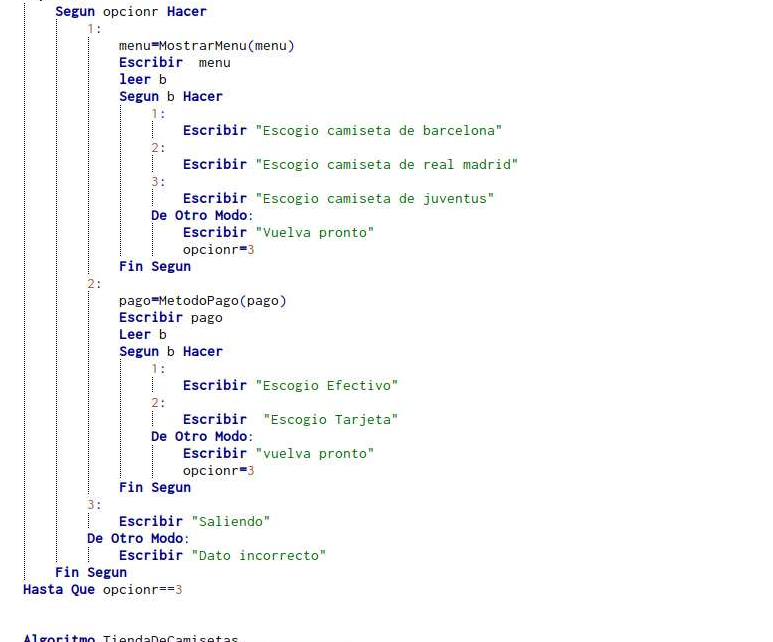 Segun opcionr Hacer
1:
menu=MostrarMenu(menu)
Escribir  menu
leer b
Segun b Hacer
1:
Escribir "Escogio camiseta de barcelona"
2:
Escribir "Escogio camiseta de real madrid"
3:
Escribir "Escogio camiseta de juventus"
De Otro Modo:
Escribir "Vuelva pronto"
opcionr=3
Fin Segun
2:
pago=MetodoPago(pago)
Escribir pago
Leer b
Segun b Hacer
1:
Escribir "Escogio Efectivo"
2:
Escribir  "Escogio Tarjeta"
De Otro Modo:
Escribir "vuelva pronto"
opcionr=3
Fin Segun
3:
Escribir "Saliendo"
De Otro Modo:
Escribir "Dato incorrecto"
Fin Segun
Hasta Que opcionr==3
Algoritmo TiendaDeCamisetas